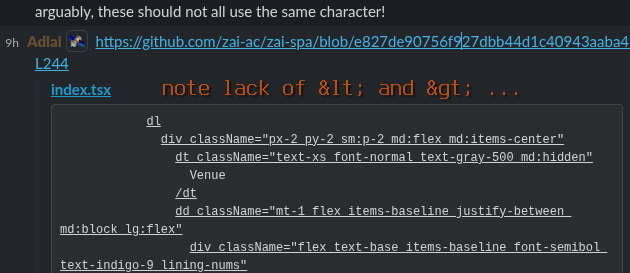 arguably, these should not all use the same character!
9h Adlai https://github.com/zai-ac/zai-spa/blob/e827de90756f927dbb44d1c40943aaba4
L244
index.tsx note lack of &lt; and &gt; ...
dl
div className="px-2 py-2 sm:p-2 md:flex md:items-center"
dt className="text-xs font-normal text-gray-500 md:hidden"
Venue
/dt
dd className="mt-1 flex items-baseline justify-between
md:block lg:flex"
div className="flex text-base items-baseline font-semibol
text-indigo-9 lining-nums"